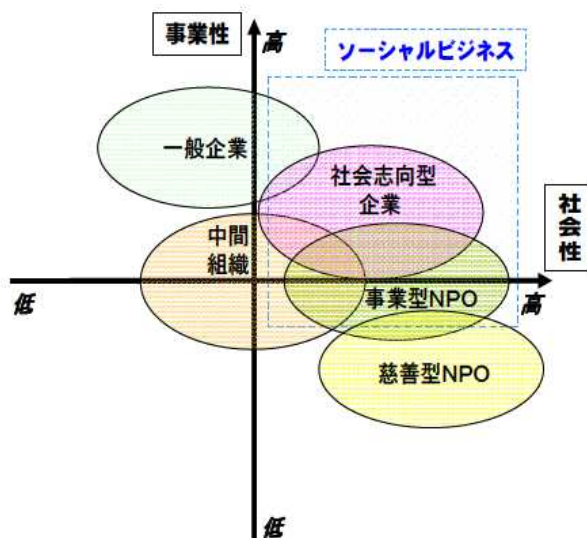 事業性
高
ソーシャルビジネス
一般企業
社会志向型
企業
社会性
中間
組織
低
事業型NPO
高
慈善型NPO
低